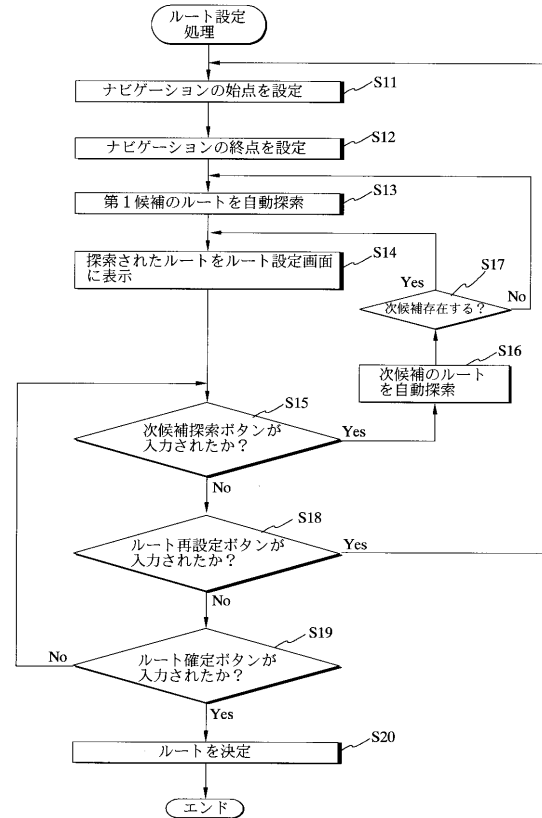 ルート設定
処理
ナビゲーションの始点を設定
S11
ナビゲーションの終点を設定
S12
第1候補のルートを自動探索
S13
探索されたルートをルート設定画面
に表示
S14
Yes
S17
次候補存在する?
No
S16
次候補のルート
を自動探索
S15
次候補探索ボタンが
入力されたか?
Yes
No
S18
ルート再設定ボタンが
入力されたか?
Yes
No
S19
ルート確定ボタンが
入力されたか?
No
Yes
ルートを決定
S20
エンド